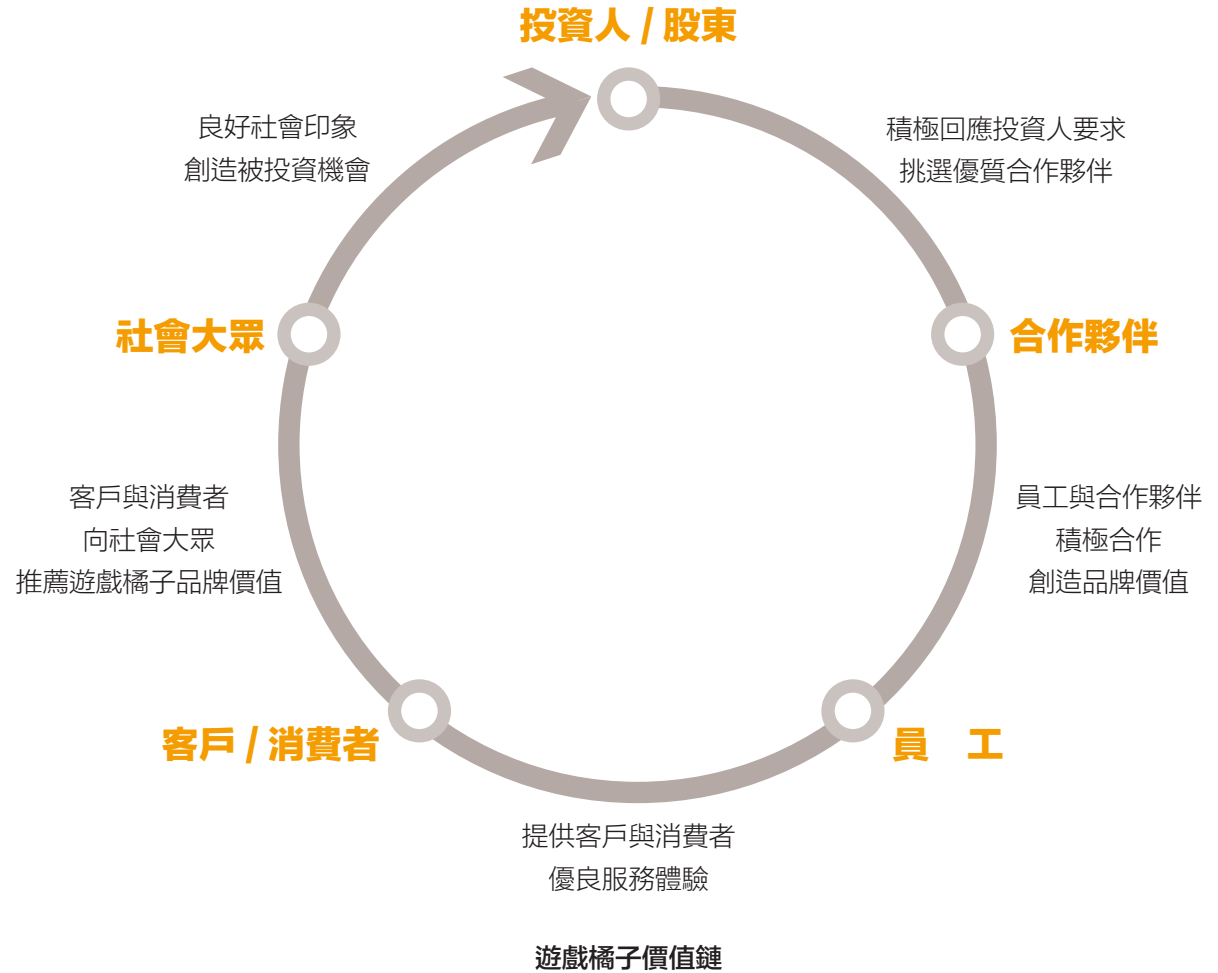 投資人 / 股東
積極回應投資人要求
挑選優質合作夥伴
合作夥伴
員工與合作夥伴
積極合作
創造品牌價值
員　工
提供客戶與消費者
優良服務體驗
客戶 / 消費者
客戶與消費者
向社會大眾
推薦遊戲橘子品牌價值
社會大眾
良好社會印象
創造被投資機會
遊戲橘子價值鏈